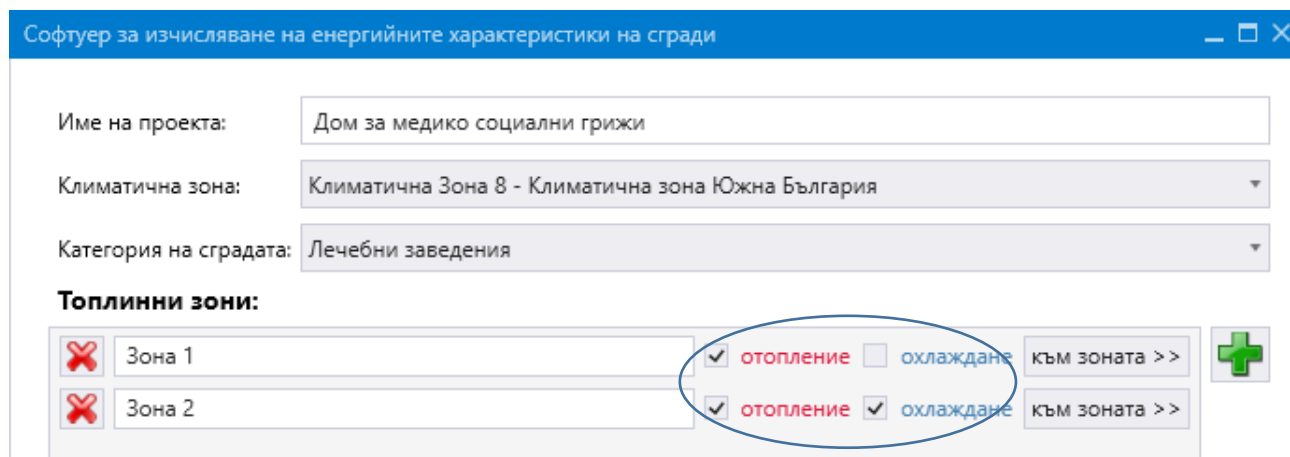 Софтуер за изчисляване на енергийните характеристики на сгради
Име на проекта: Дом за медико социални грижи
Климатична зона: Климатична Зона 8 - Климатична зона Южна България
Категория на сградата: Лечебни заведения
Топлинни зони:
Зона 1 отопление охлаждане към зоната >>
Зона 2 отопление охлаждане към зоната >>